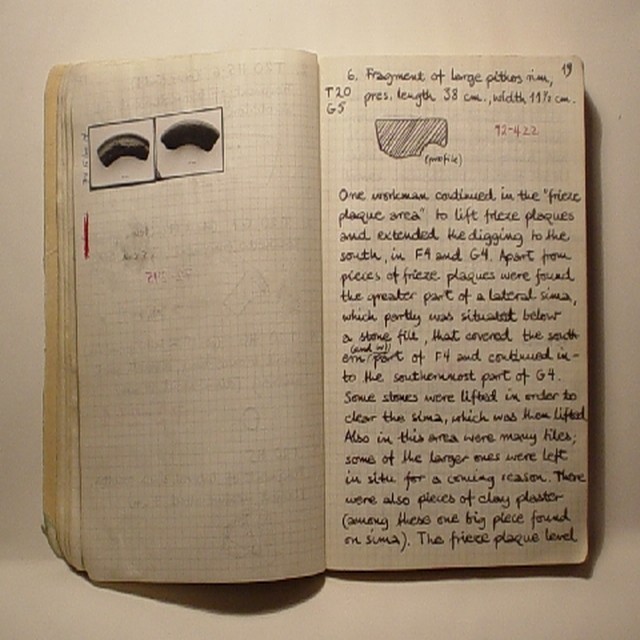 6. Fragment of large pithos rim,
19
T20 pres. length 38 cm., width 11½ cm.
G5
92-422
(profile)
One workman continued in the "frieze
plaque area" to lift frieze plaques
and extended the digging to the
south, in F4 and G4. Apart from
pieces of frieze plaques were found
the greater part of a lateral sima,
which partly was situated below
a stone fill, that covered the south
(and W)
ern part of F4 and continued in-
to the southernmost part of G4.
Some stones were lifted in order to
clear the sima, which was then lifted.
Also in this area were many tiles;
some of the larger ones were left
in situ for a coming reason. There
were also pieces of clay plaster
(among these one big piece found
on sima). The frieze plaque level